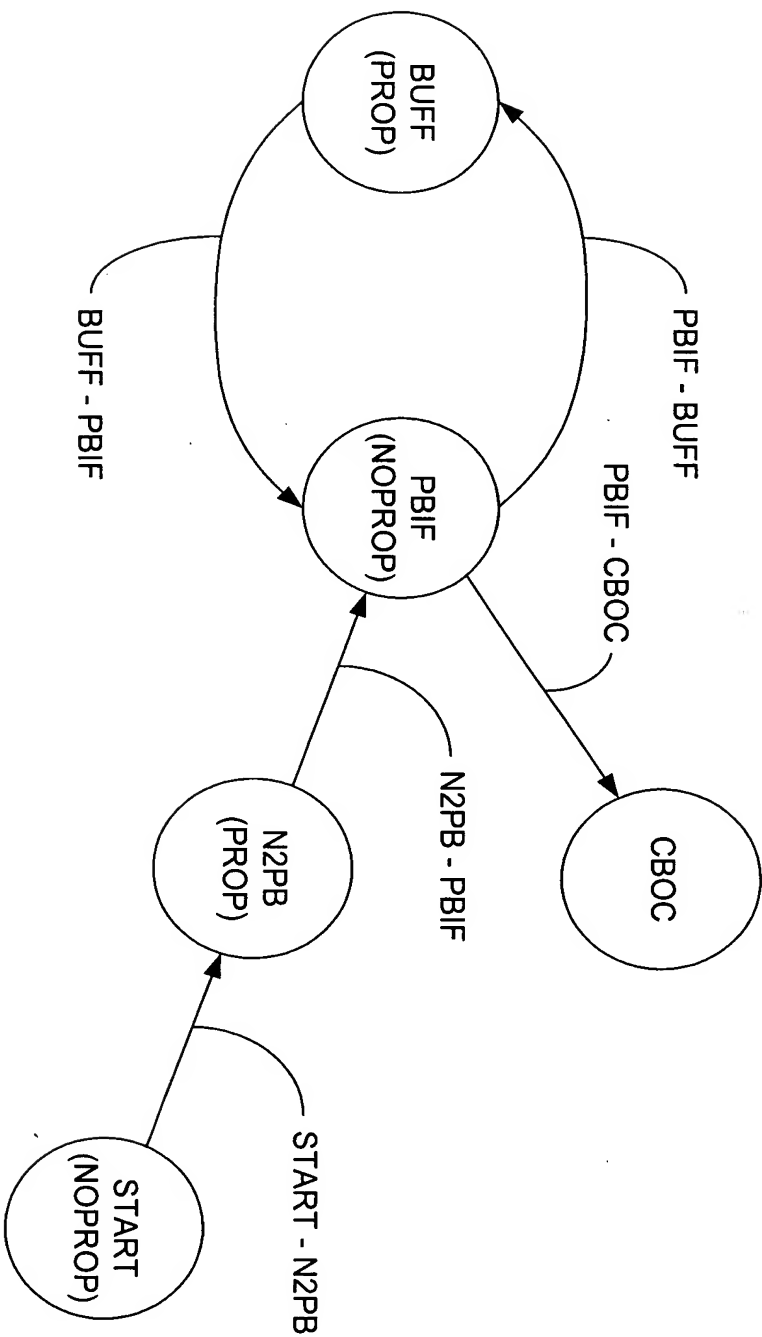 BUFF
(PROP)
PBIF - BUFF
BUFF - PBIF
PBIF
(NOPROP)
PBIF - CBOC
CBOC
N2PB - PBIF
N2PB
(PROP)
START - N2PB
START
(NOPROP)